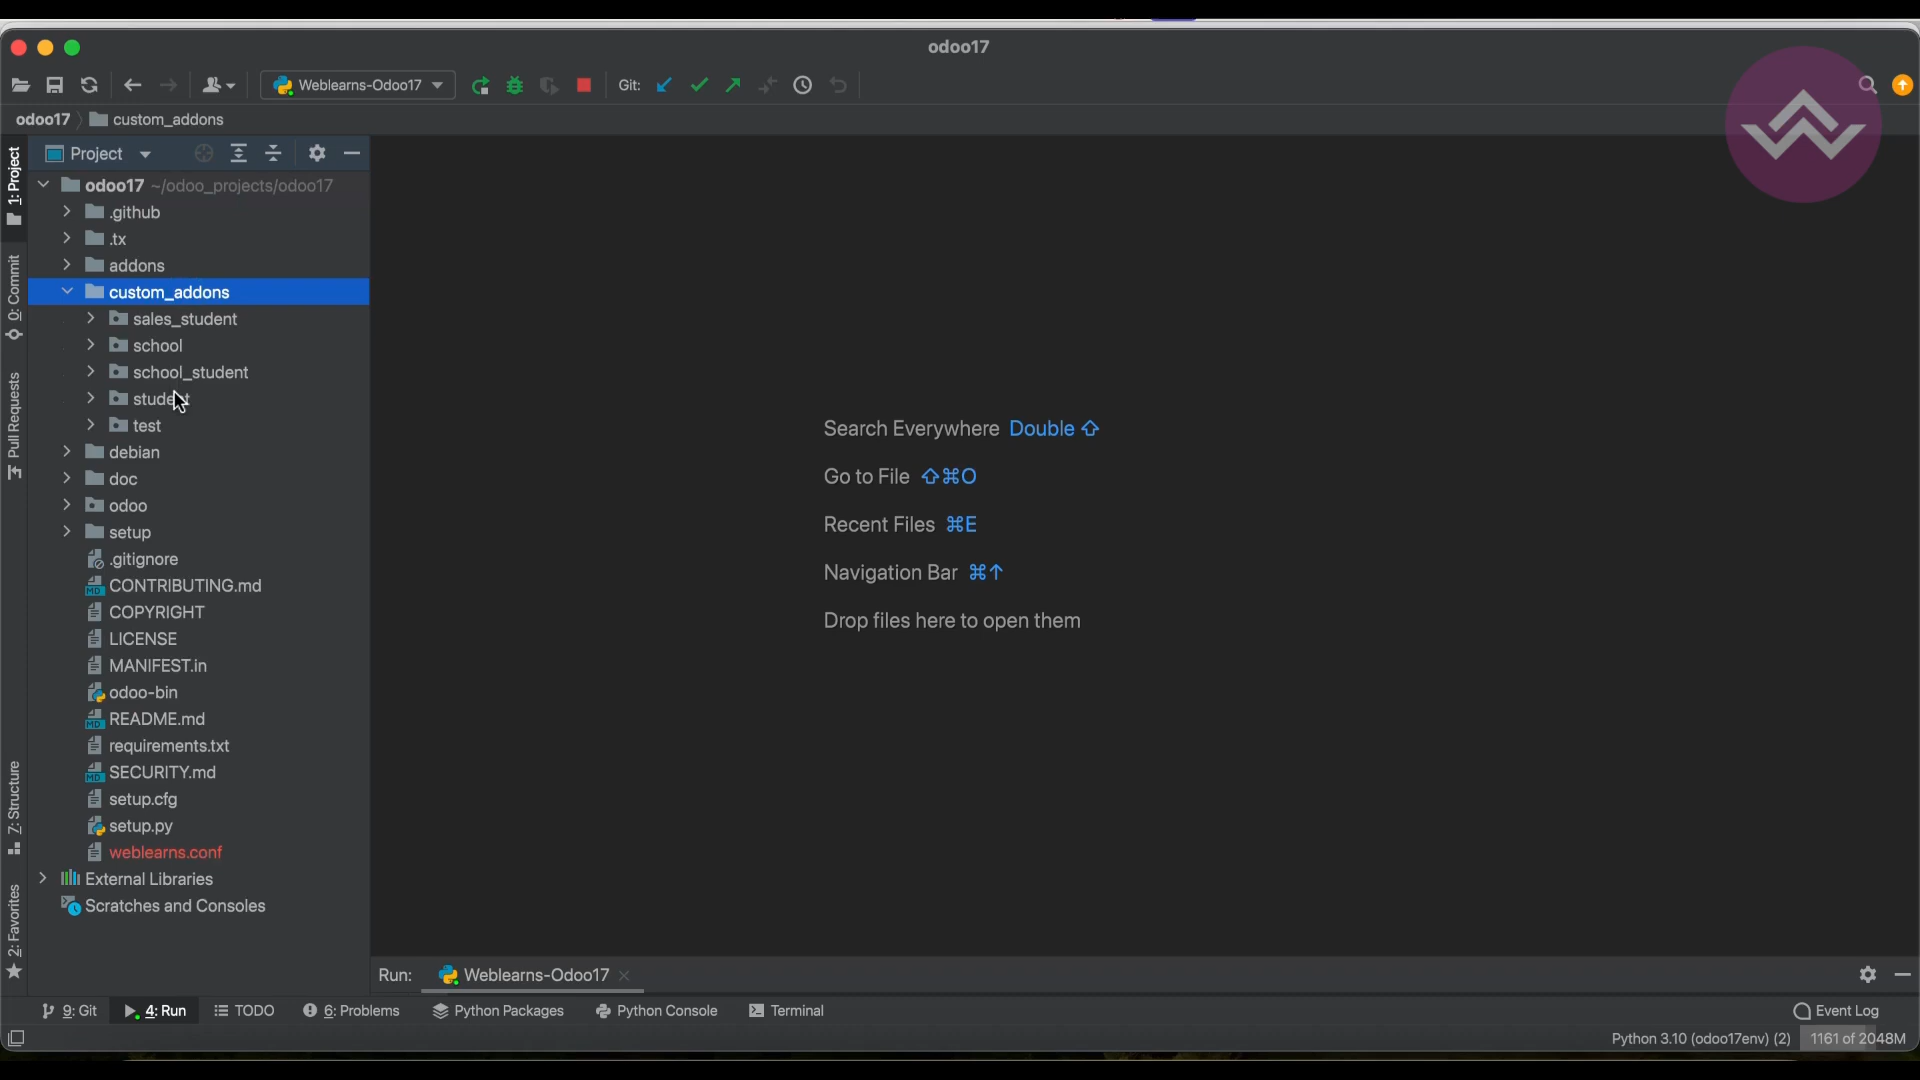 odoo17
Weblearns-Odoo17
Git:
odoo17
custom_addons
Project
odoo17 ~/odoo_projects/odoo17
.github
.tx
addons
custom_addons
sales_student
school
school_student
student
test
debian
doc
odoo
setup
.gitignore
CONTRIBUTING.md
COPYRIGHT
LICENSE
MANIFEST.in
odoo-bin
README.md
requirements.txt
SECURITY.md
setup.cfg
setup.py
weblearns.conf
External Libraries
Scratches and Consoles
1: Project
0: Commit
Pull Requests
7: Structure
2: Favorites
Search Everywhere Double ⇧
Go to File ⇧⌘O
Recent Files ⌘E
Navigation Bar ⌘↑
Drop files here to open them
Run: Weblearns-Odoo17
9: Git
4: Run
TODO
6: Problems
Python Packages
Python Console
Terminal
Event Log
Python 3.10 (odoo17env) (2)
1161 of 2048M